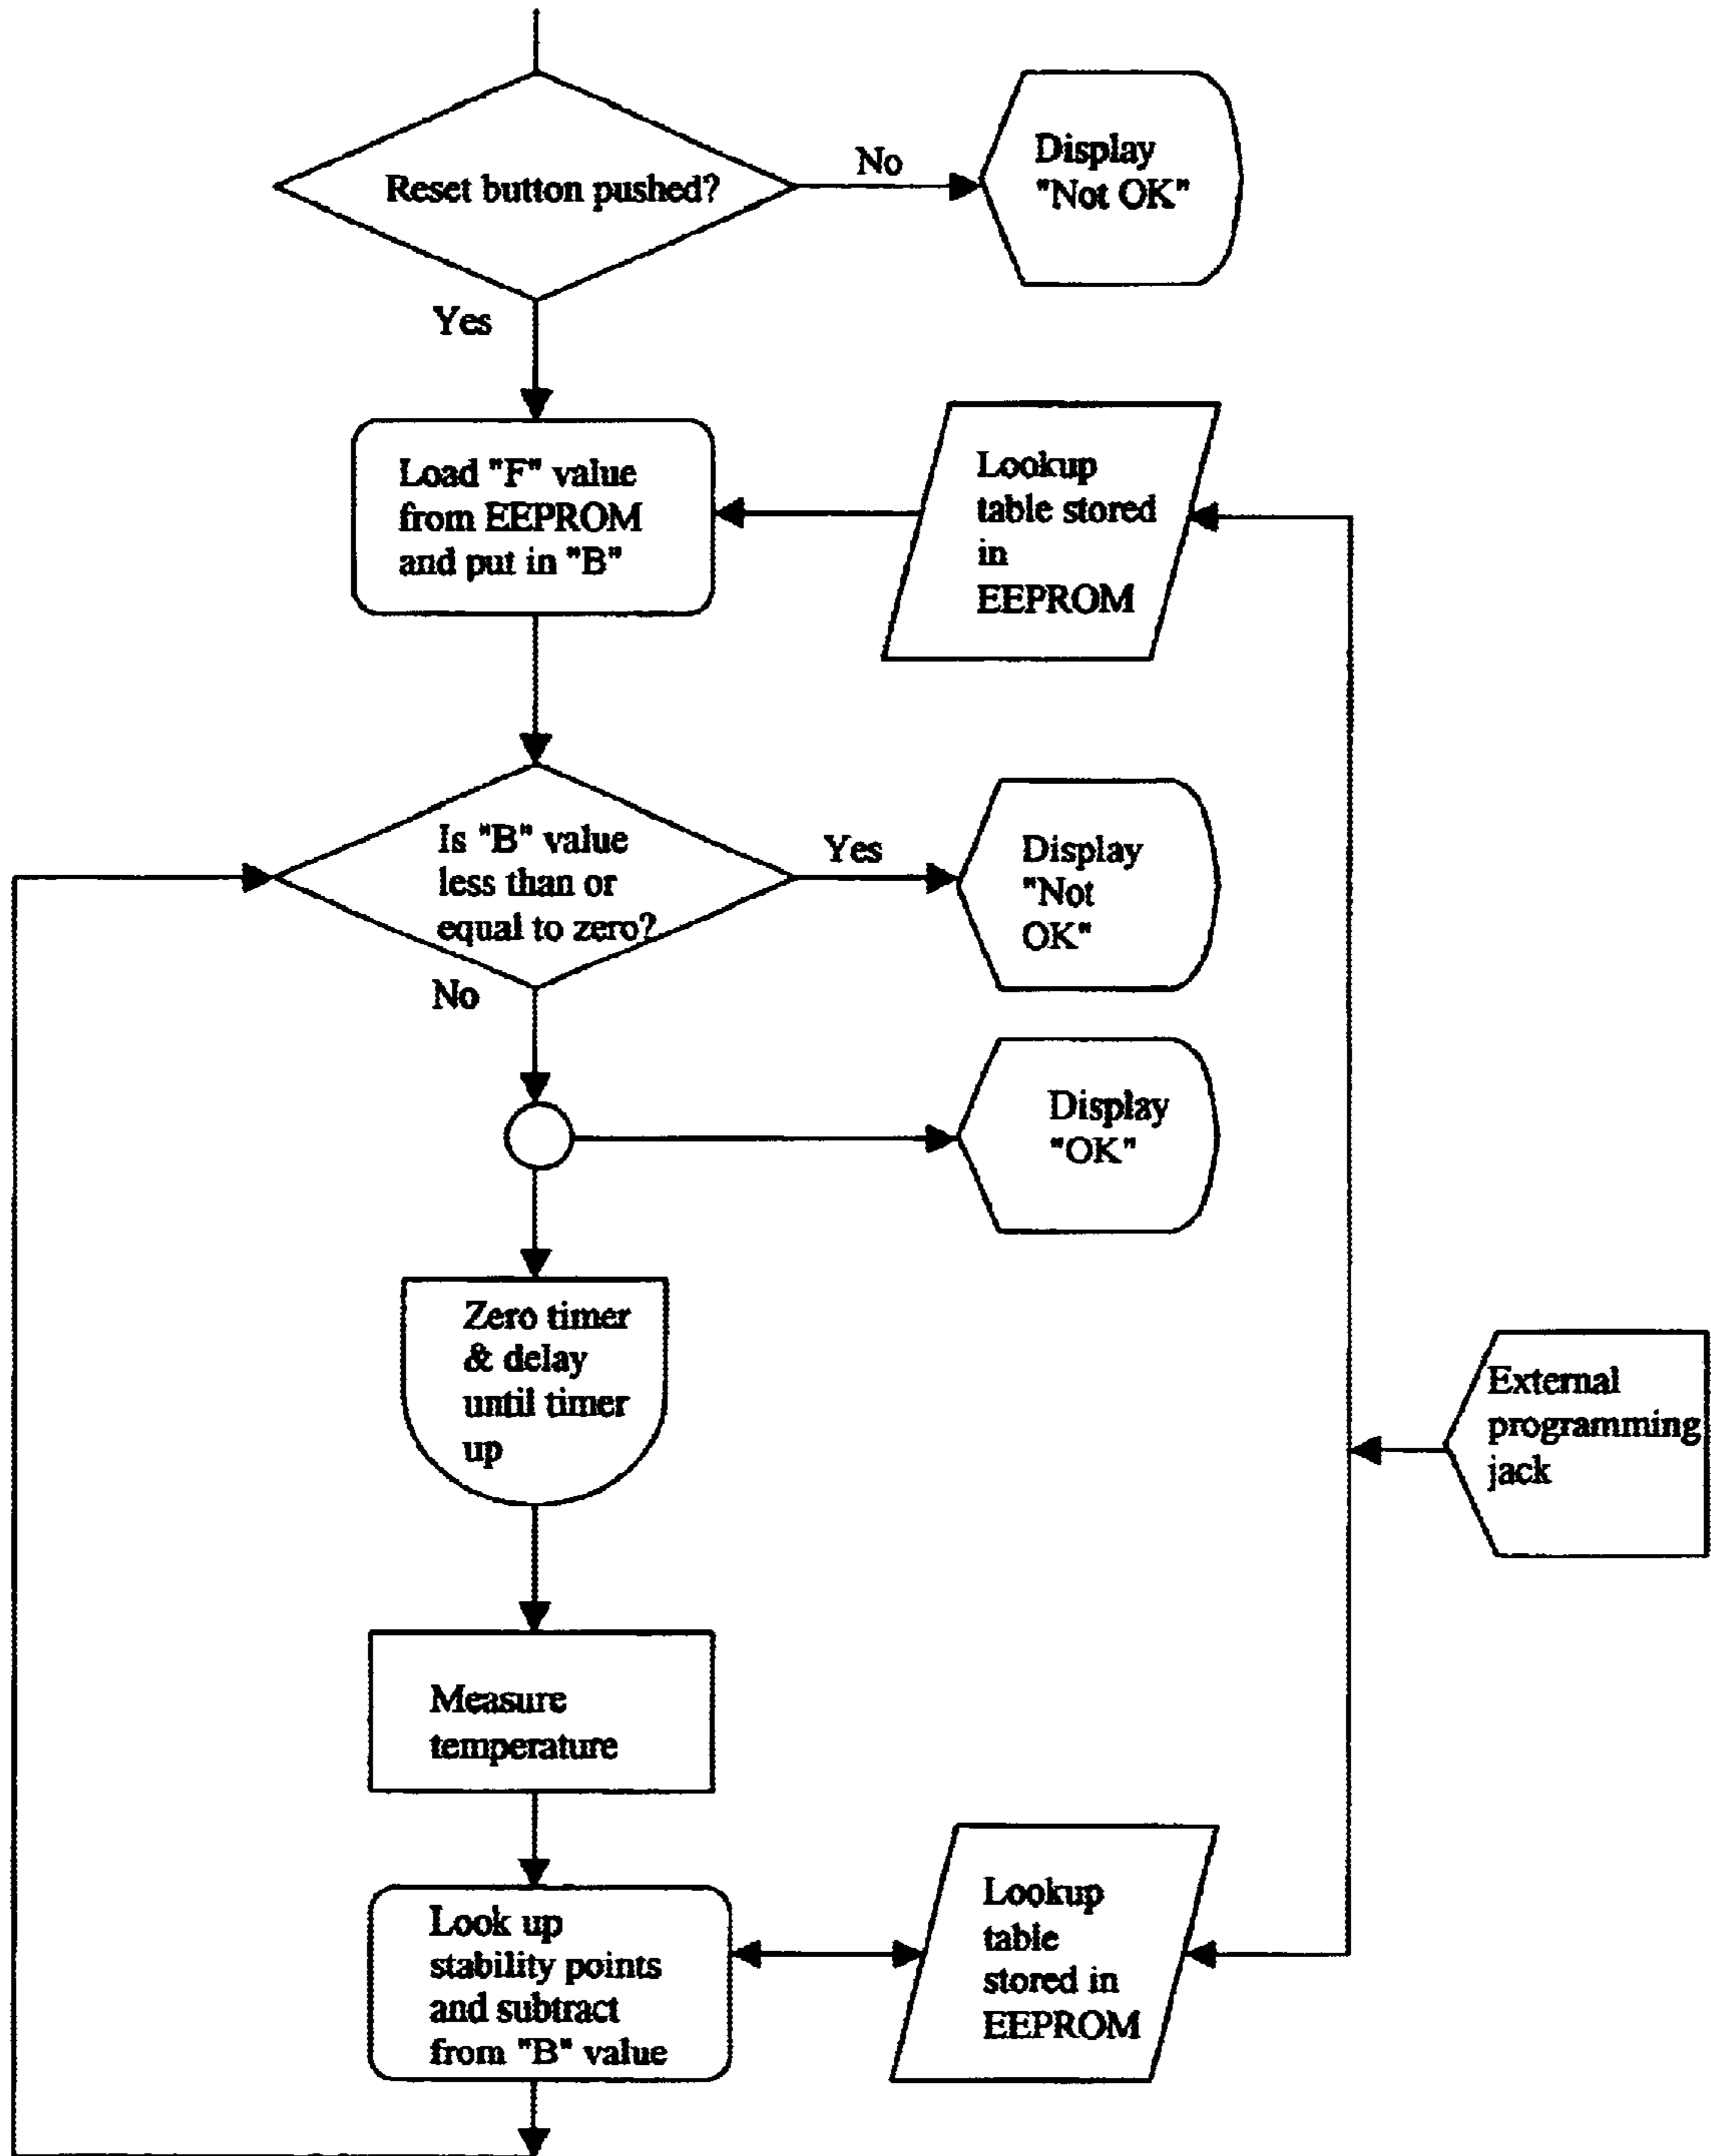 Reset button pushed?
No
Display
"Not OK"
Yes
Load "F" value
from EEPROM
and put in "B"
Lookup
table stored
in
EEPROM
Is "B" value
less than or
equal to zero?
Yes
Display
"Not
OK"
No
Display
"OK"
Zero timer
& delay
until timer
up
External
programming
jack
Measure
temperature
Look up
stability points
and subtract
from "B" value
Lookup
table
stored in
EEPROM